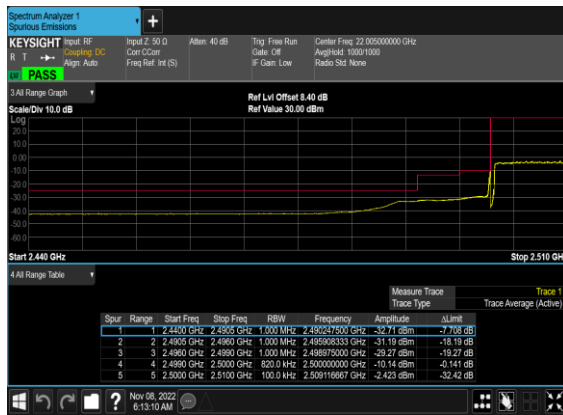 Spectrum Analyzer 1
Spurious Emissions
+
KEYSIGHT Input: RF Input Z: 50 Ω Atten: 40 dB Trig: Free Run Center Freq: 22.005000000 GHz
R T Coupling: DC Corr CCorr Gate: Off Avg|Hold: 1000/1000
Align: Auto Freq Ref: Int (S) IF Gain: Low Radio Std: None
LW PASS
3 All Range Graph
Ref Lvl Offset 8.40 dB
Scale/Div 10.0 dB Ref Value 30.00 dBm
Log
20.0
10.0
0.00
-10.0
-20.0
-30.0
-40.0
-50.0
-60.0
Start 2.440 GHz Stop 2.510 GH
4 All Range Table
Measure Trace Trace 1
Trace Type Trace Average (Active)
Spur Range Start Freq Stop Freq RBW Frequency Amplitude ΔLimit
1 1 2.4400 GHz 2.4905 GHz 1.000 MHz 2.490247500 GHz -32.71 dBm -7.708 dB
2 2 2.4905 GHz 2.4960 GHz 1.000 MHz 2.495908333 GHz -31.19 dBm -18.19 dB
3 3 2.4960 GHz 2.4990 GHz 1.000 MHz 2.498975000 GHz -29.27 dBm -19.27 dB
4 4 2.4990 GHz 2.5000 GHz 820.0 kHz 2.500000000 GHz -10.14 dBm -0.141 dB
5 5 2.5000 GHz 2.5100 GHz 100.0 kHz 2.509116667 GHz -2.423 dBm -32.42 dB
? Nov 08, 2022
6:13:10 AM